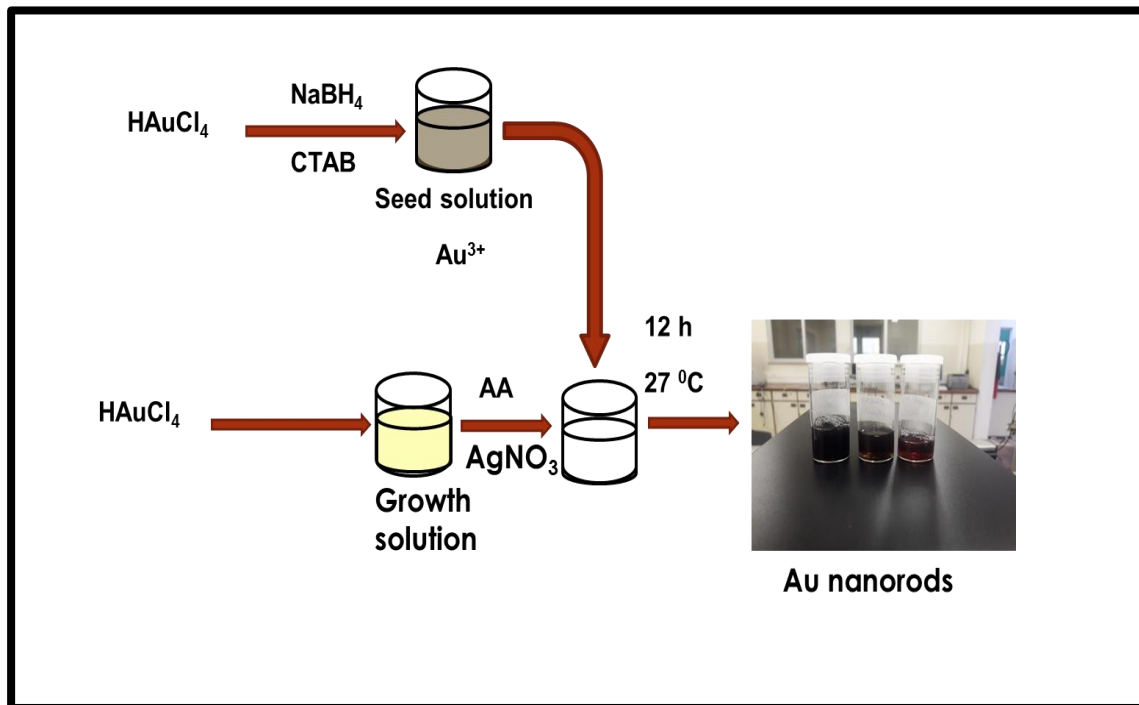 NaBH₄
HAuCl₄
CTAB
Seed solution
Au³⁺
12 h
27 ⁰C
HAuCl₄
AA
AgNO₃
Growth
solution
Au nanorods